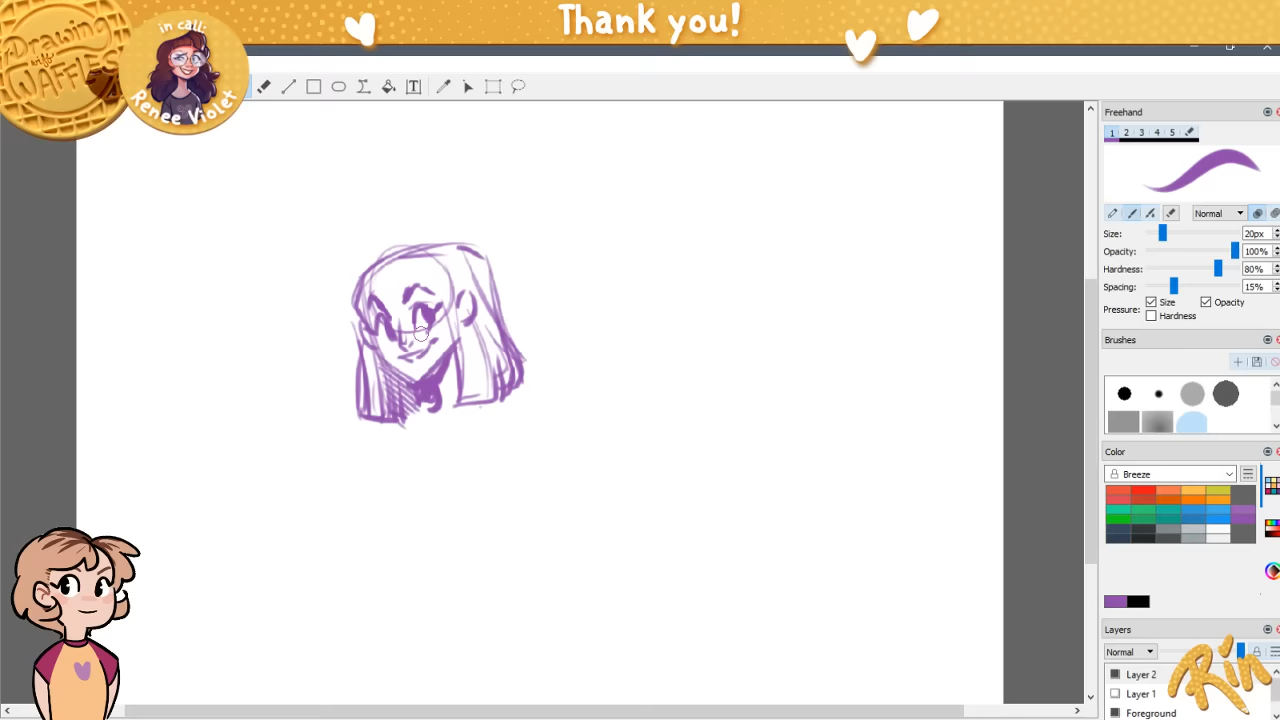 Thank you!
Drawing
with
WAFFLES
in call:
Renee Violet
T
Freehand
1 2 3 4 5
Normal
Size: 20px
Opacity: 100%
Hardness: 80%
Spacing: 15%
Pressure: Size Opacity
Hardness
Brushes
Color
Breeze
Layers
Normal
Layer 2
Layer 1
Foreground
Rin